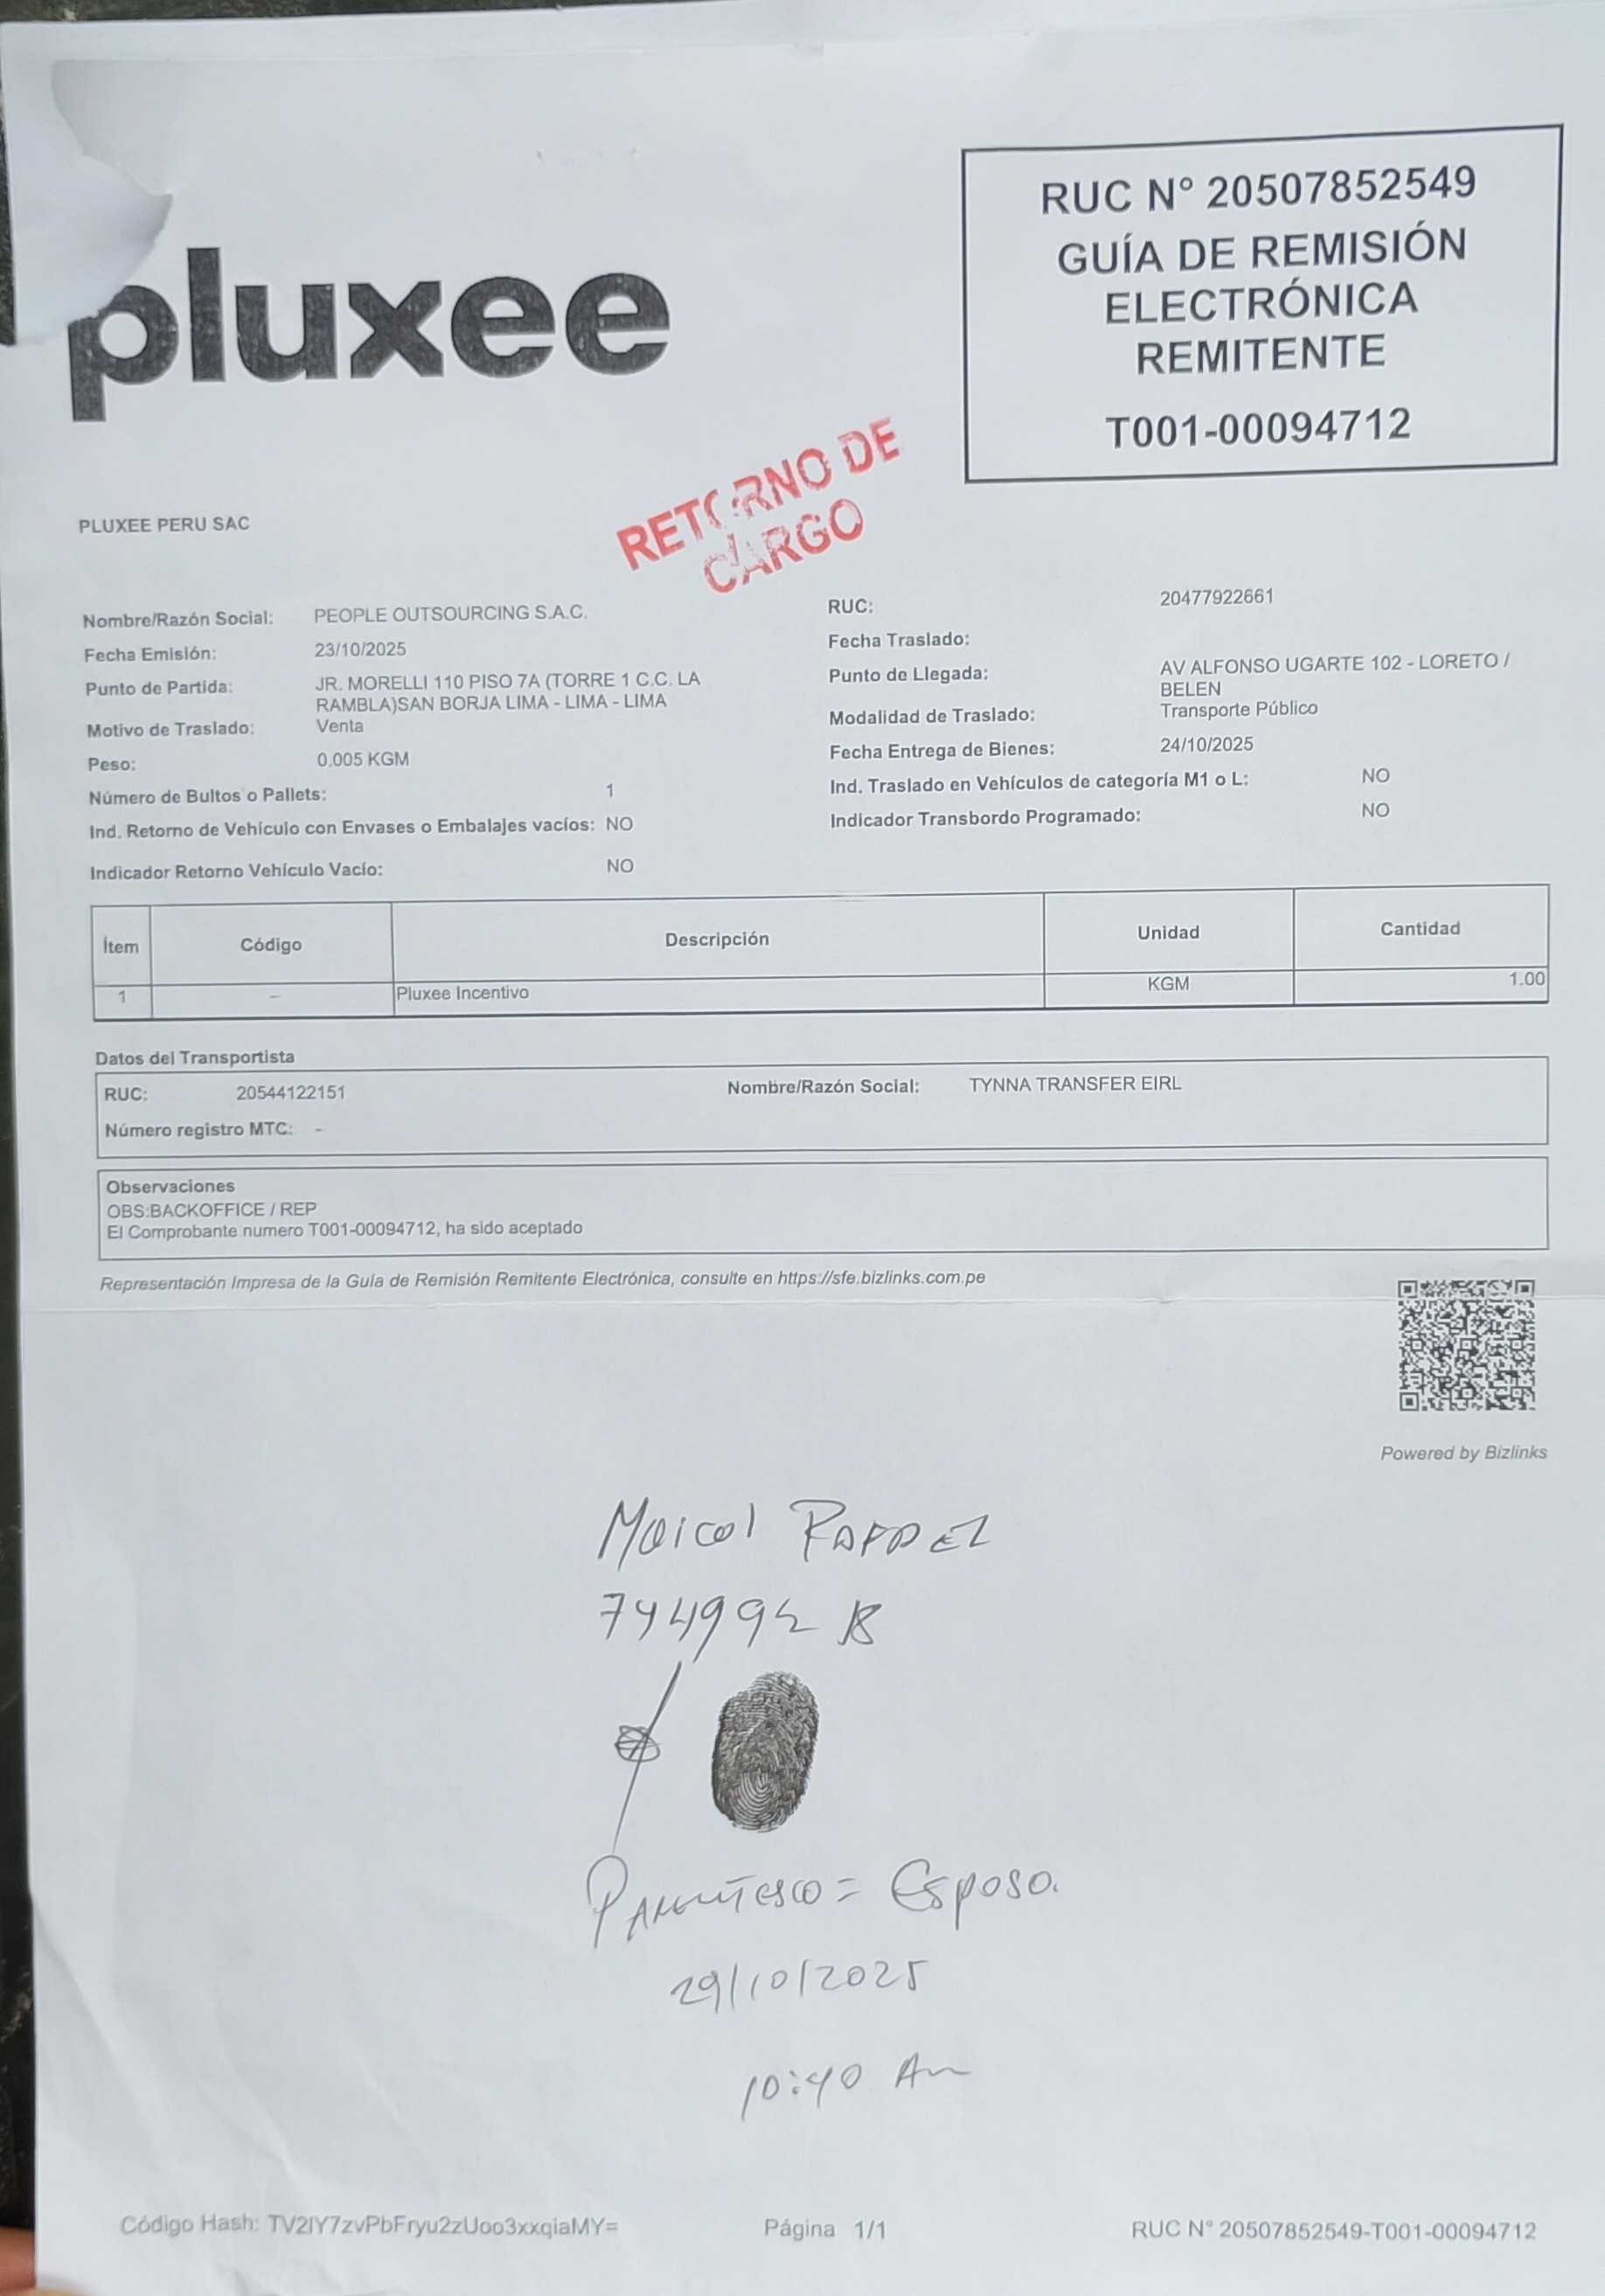 pluxee
RUC N° 20507852549
GUÍA DE REMISIÓN
ELECTRÓNICA
REMITENTE
T001-00094712
RETORNO DE
CARGO
PLUXEE PERU SAC
Nombre/Razón Social: PEOPLE OUTSOURCING S.A.C.
Fecha Emisión: 23/10/2025
Punto de Partida: JR. MORELLI 110 PISO 7A (TORRE 1 C.C. LA
RAMBLA)SAN BORJA LIMA - LIMA - LIMA
Motivo de Traslado: Venta
Peso: 0.005 KGM
Número de Bultos o Pallets: 1
Ind. Retorno de Vehículo con Envases o Embalajes vacíos: NO
Indicador Retorno Vehículo Vacío: NO
RUC: 20477922661
Fecha Traslado:
Punto de Llegada: AV ALFONSO UGARTE 102 - LORETO /
BELEN
Modalidad de Traslado: Transporte Público
Fecha Entrega de Bienes: 24/10/2025
Ind. Traslado en Vehículos de categoría M1 o L: NO
Indicador Transbordo Programado: NO
Ítem Código Descripción Unidad Cantidad
1 - Pluxee Incentivo KGM 1.00
Datos del Transportista
RUC: 20544122151 Nombre/Razón Social: TYNNA TRANSFER EIRL
Número registro MTC: -
Observaciones
OBS:BACKOFFICE / REP
El Comprobante numero T001-00094712, ha sido aceptado
Representación Impresa de la Guía de Remisión Remitente Electrónica, consulte en https://sfe.bizlinks.com.pe
Powered by Bizlinks
Maicol
Parentesco = Esposo.
29/10/2025
10:40 Am
Código Hash: TV2IY7zvPbFryu2zUoo3xxqiaMY= Página 1/1 RUC N° 20507852549-T001-00094712